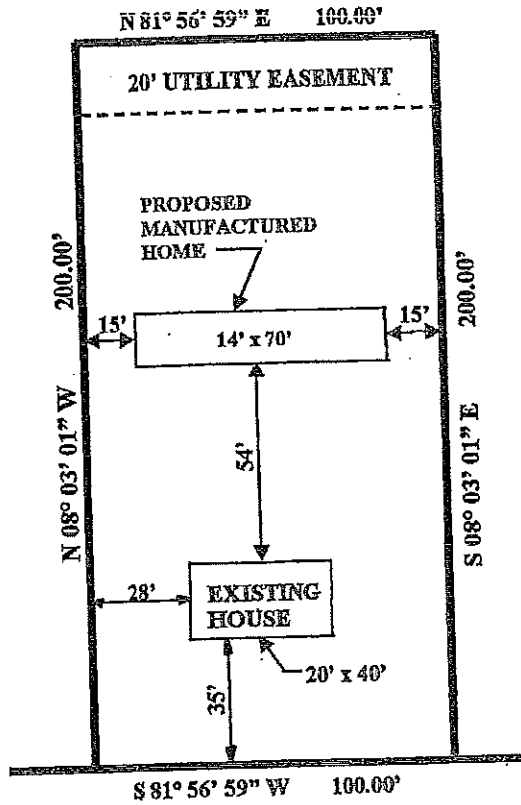 N 81° 56' 59" E 100.00'
20' UTILITY EASEMENT
PROPOSED
MANUFACTURED
HOME
200.00'
200.00'
15'
14' x 70'
15'
N 08° 03' 01" W
S 08° 03' 01" E
54'
28'
EXISTING
HOUSE
20' x 40'
35'
S 81° 56' 59" W 100.00'